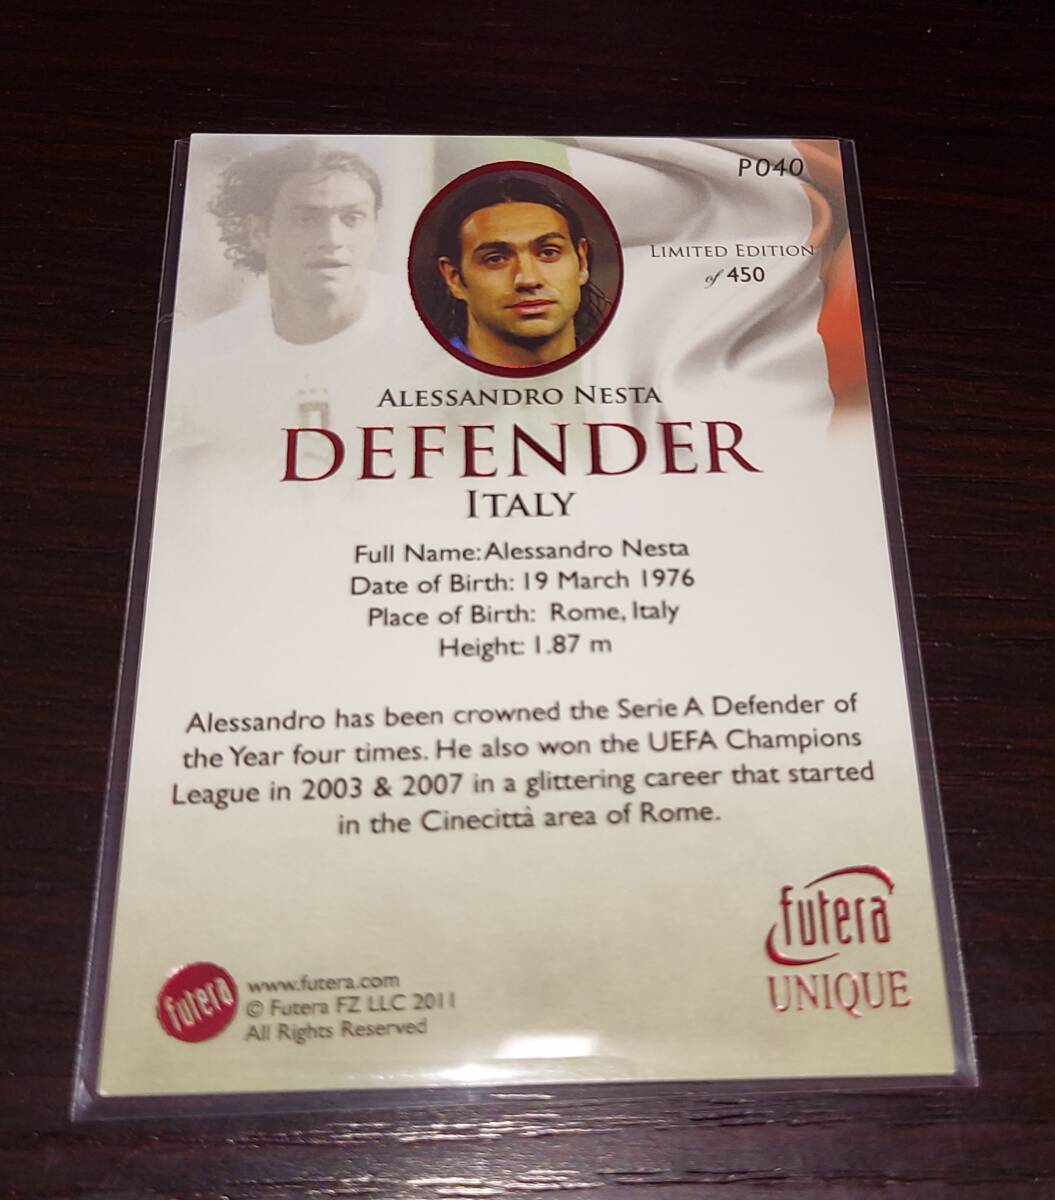 P040
LIMITED EDITION
of 450
ALESSANDRO NESTA
DEFENDER
ITALY
Full Name: Alessandro Nesta
Date of Birth: 19 March 1976
Place of Birth: Rome, Italy
Height: 1.87 m
Alessandro has been crowned the Serie A Defender of
the Year four times. He also won the UEFA Champions
League in 2003 & 2007 in a glittering career that started
in the Cinecittà area of Rome.
futera
UNIQUE
futera
www.futera.com
© Futera FZ LLC 2011
All Rights Reserved